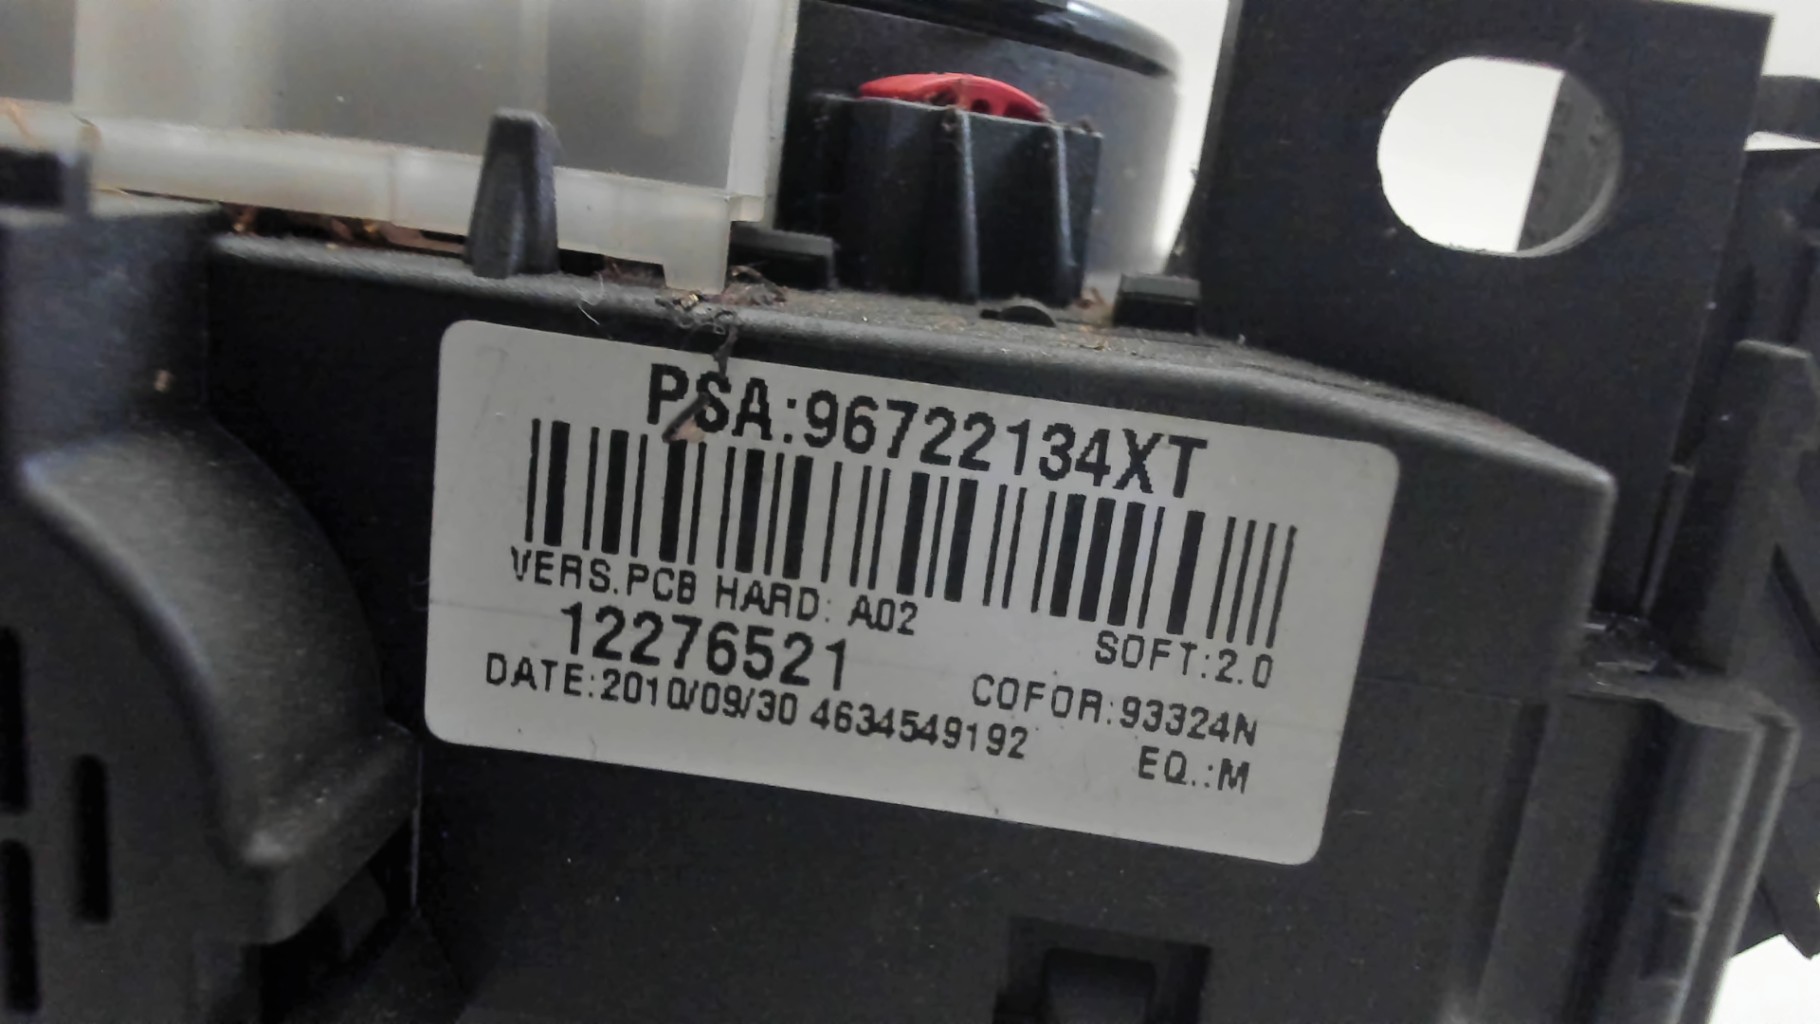 PSA:96722134XT
VERS.PCB HARD: A02
SOFT:2.0
12276521
COFOR:93324N
DATE:2010/09/30 4634549192
EQ.:M